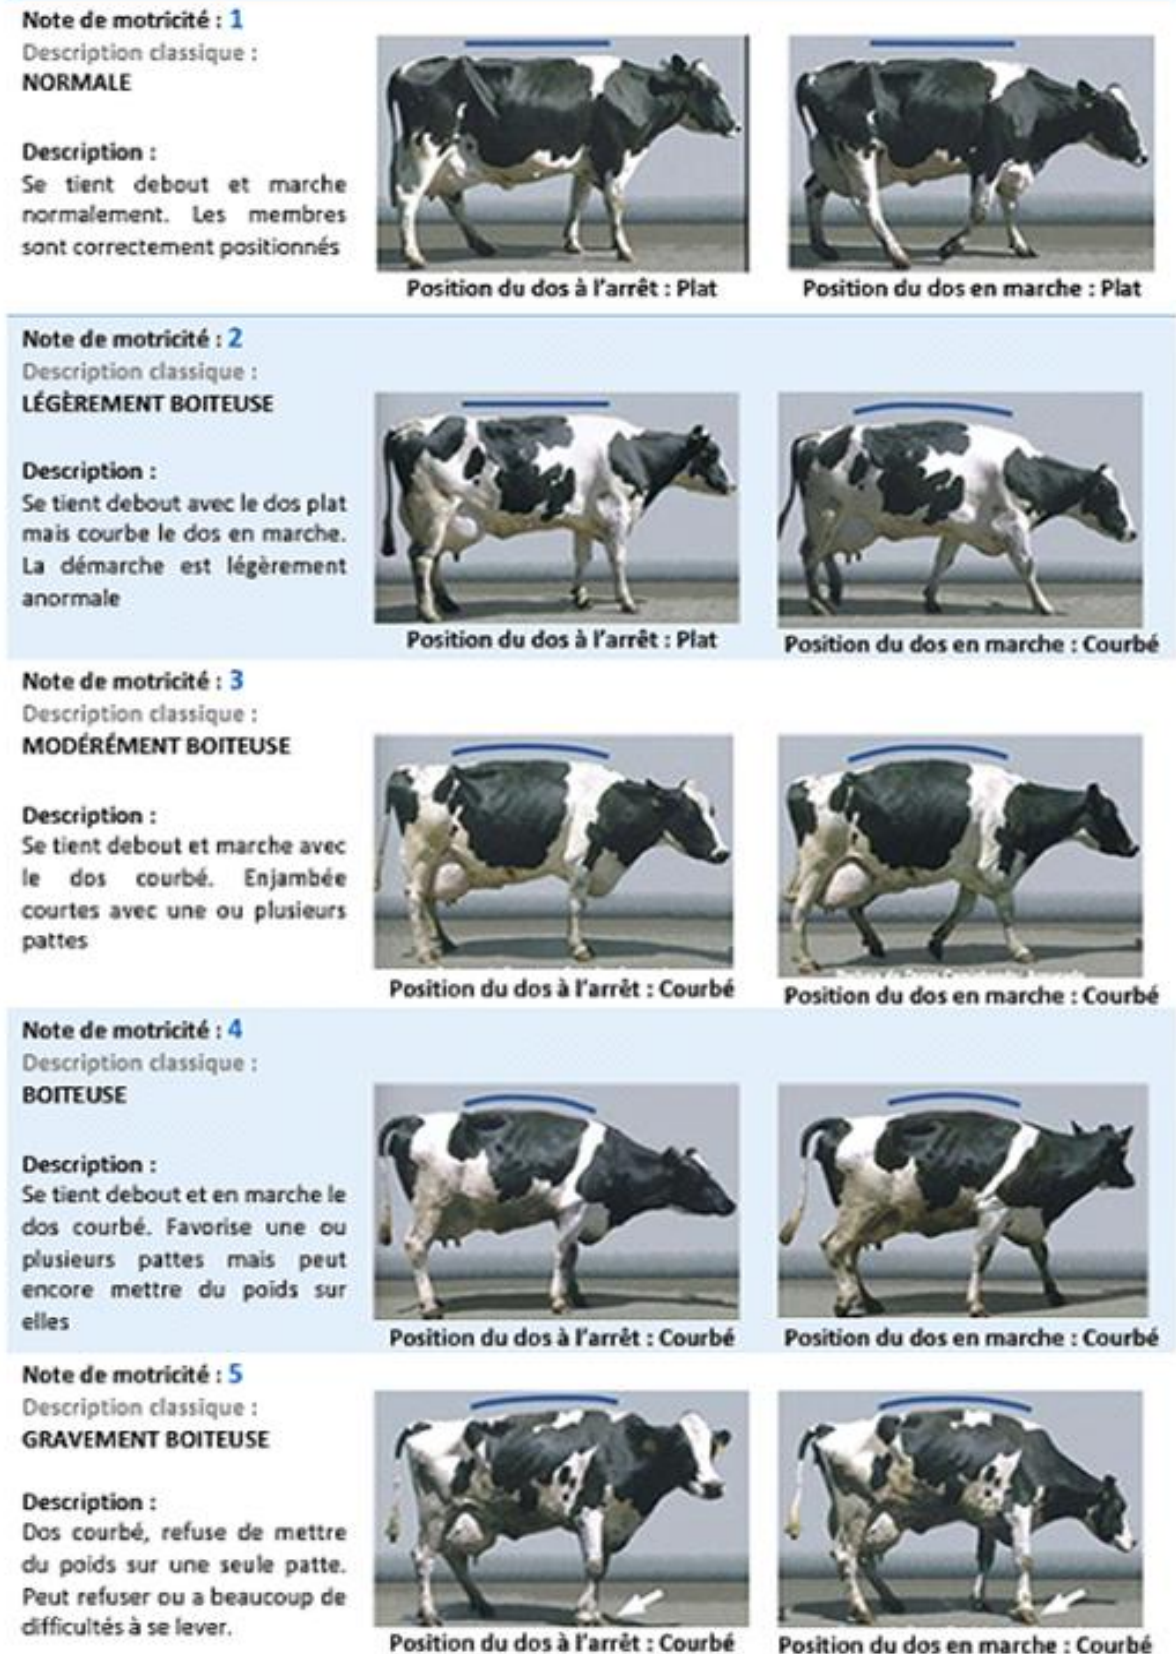 Note de motricité : 1
Description classique :
NORMALE
Description :
Se tient debout et marche
normalement. Les membres
sont correctement positionnés
Position du dos à l'arrêt : Plat
Position du dos en marche : Plat
Note de motricité : 2
Description classique :
LÉGÈREMENT BOITEUSE
Description :
Se tient debout avec le dos plat
mais courbe le dos en marche.
La démarche est légèrement
anormale
Position du dos à l'arrêt : Plat
Position du dos en marche : Courbé
Note de motricité : 3
Description classique :
MODÉRÉMENT BOITEUSE
Description :
Se tient debout et marche avec
le dos courbé. Enjambée
courtes avec une ou plusieurs
pattes
Position du dos à l'arrêt : Courbé
Position du dos en marche : Courbé
Note de motricité : 4
Description classique :
BOITEUSE
Description :
Se tient debout et en marche le
dos courbé. Favorise une ou
plusieurs pattes mais peut
encore mettre du poids sur
elles
Position du dos à l'arrêt : Courbé
Position du dos en marche : Courbé
Note de motricité : 5
Description classique :
GRAVEMENT BOITEUSE
Description :
Dos courbé, refuse de mettre
du poids sur une seule patte.
Peut refuser ou a beaucoup de
difficultés à se lever.
Position du dos à l'arrêt : Courbé
Position du dos en marche : Courbé